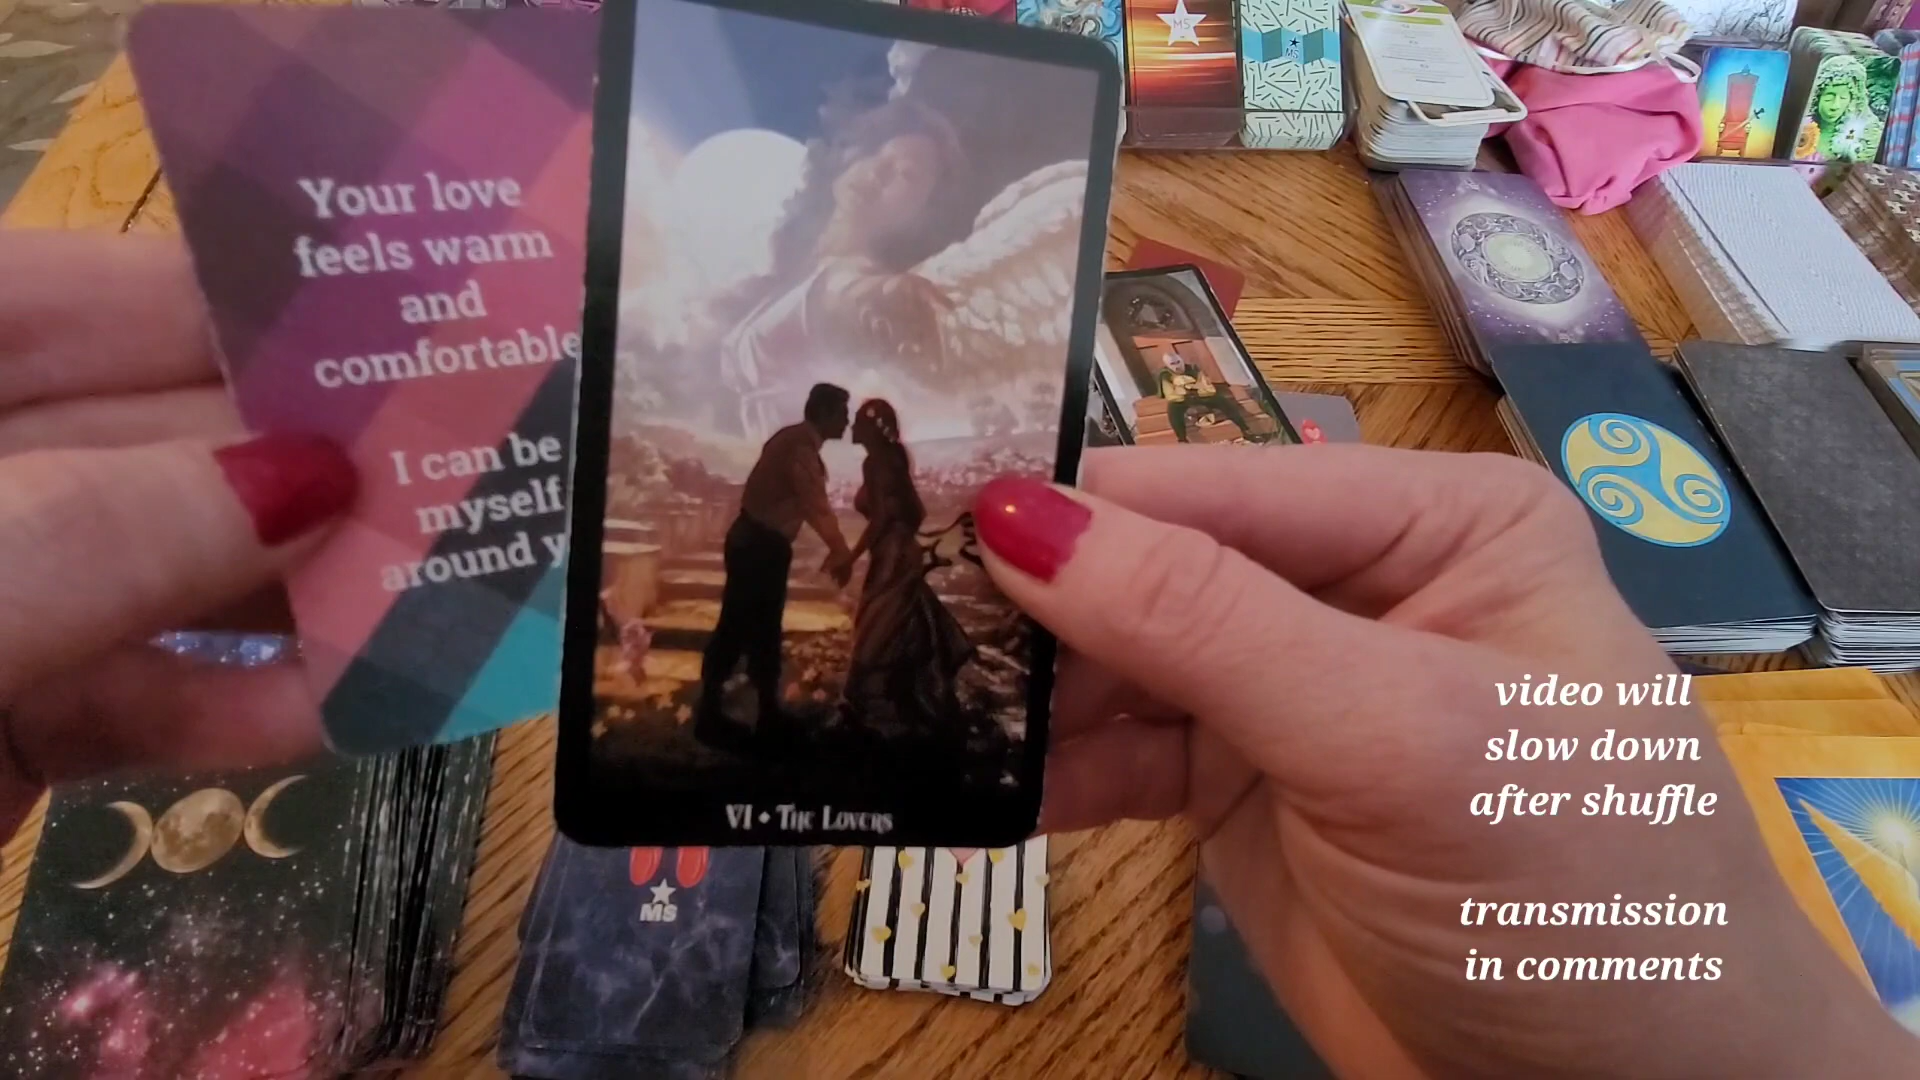 Your love
feels warm
and
comfortable
I can be
myself
around y
VI • The Lovers
MS
MS
MS
video will
slow down
after shuffle
transmission
in comments